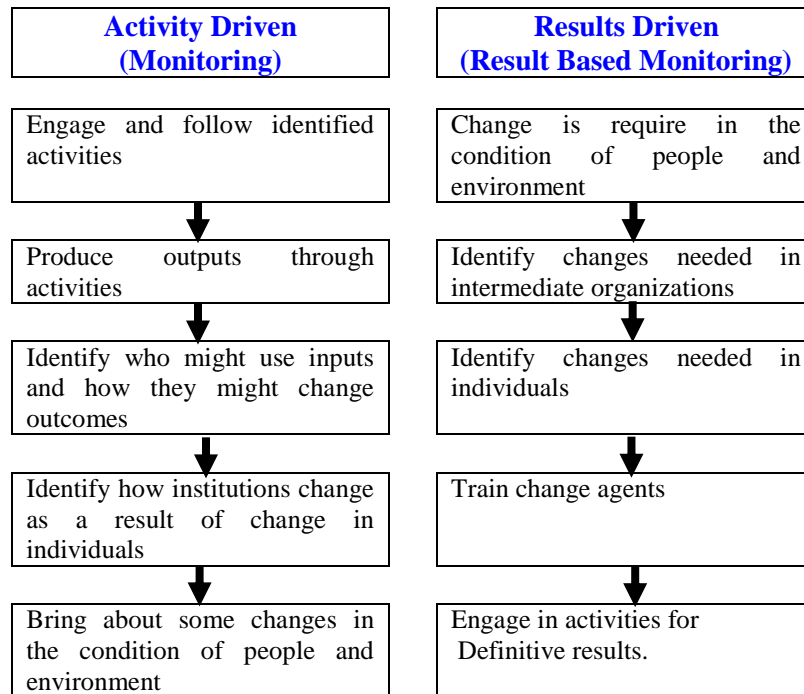 Activity Driven
(Monitoring)
Engage and follow identified
activities
Produce outputs through
activities
Identify who might use inputs
and how they might change
outcomes
Identify how institutions change
as a result of change in
individuals
Bring about some changes in
the condition of people and
environment
Results Driven
(Result Based Monitoring)
Change is require in the
condition of people and
environment
Identify changes needed in
intermediate organizations
Identify changes needed in
individuals
Train change agents
Engage in activities for
Definitive results.